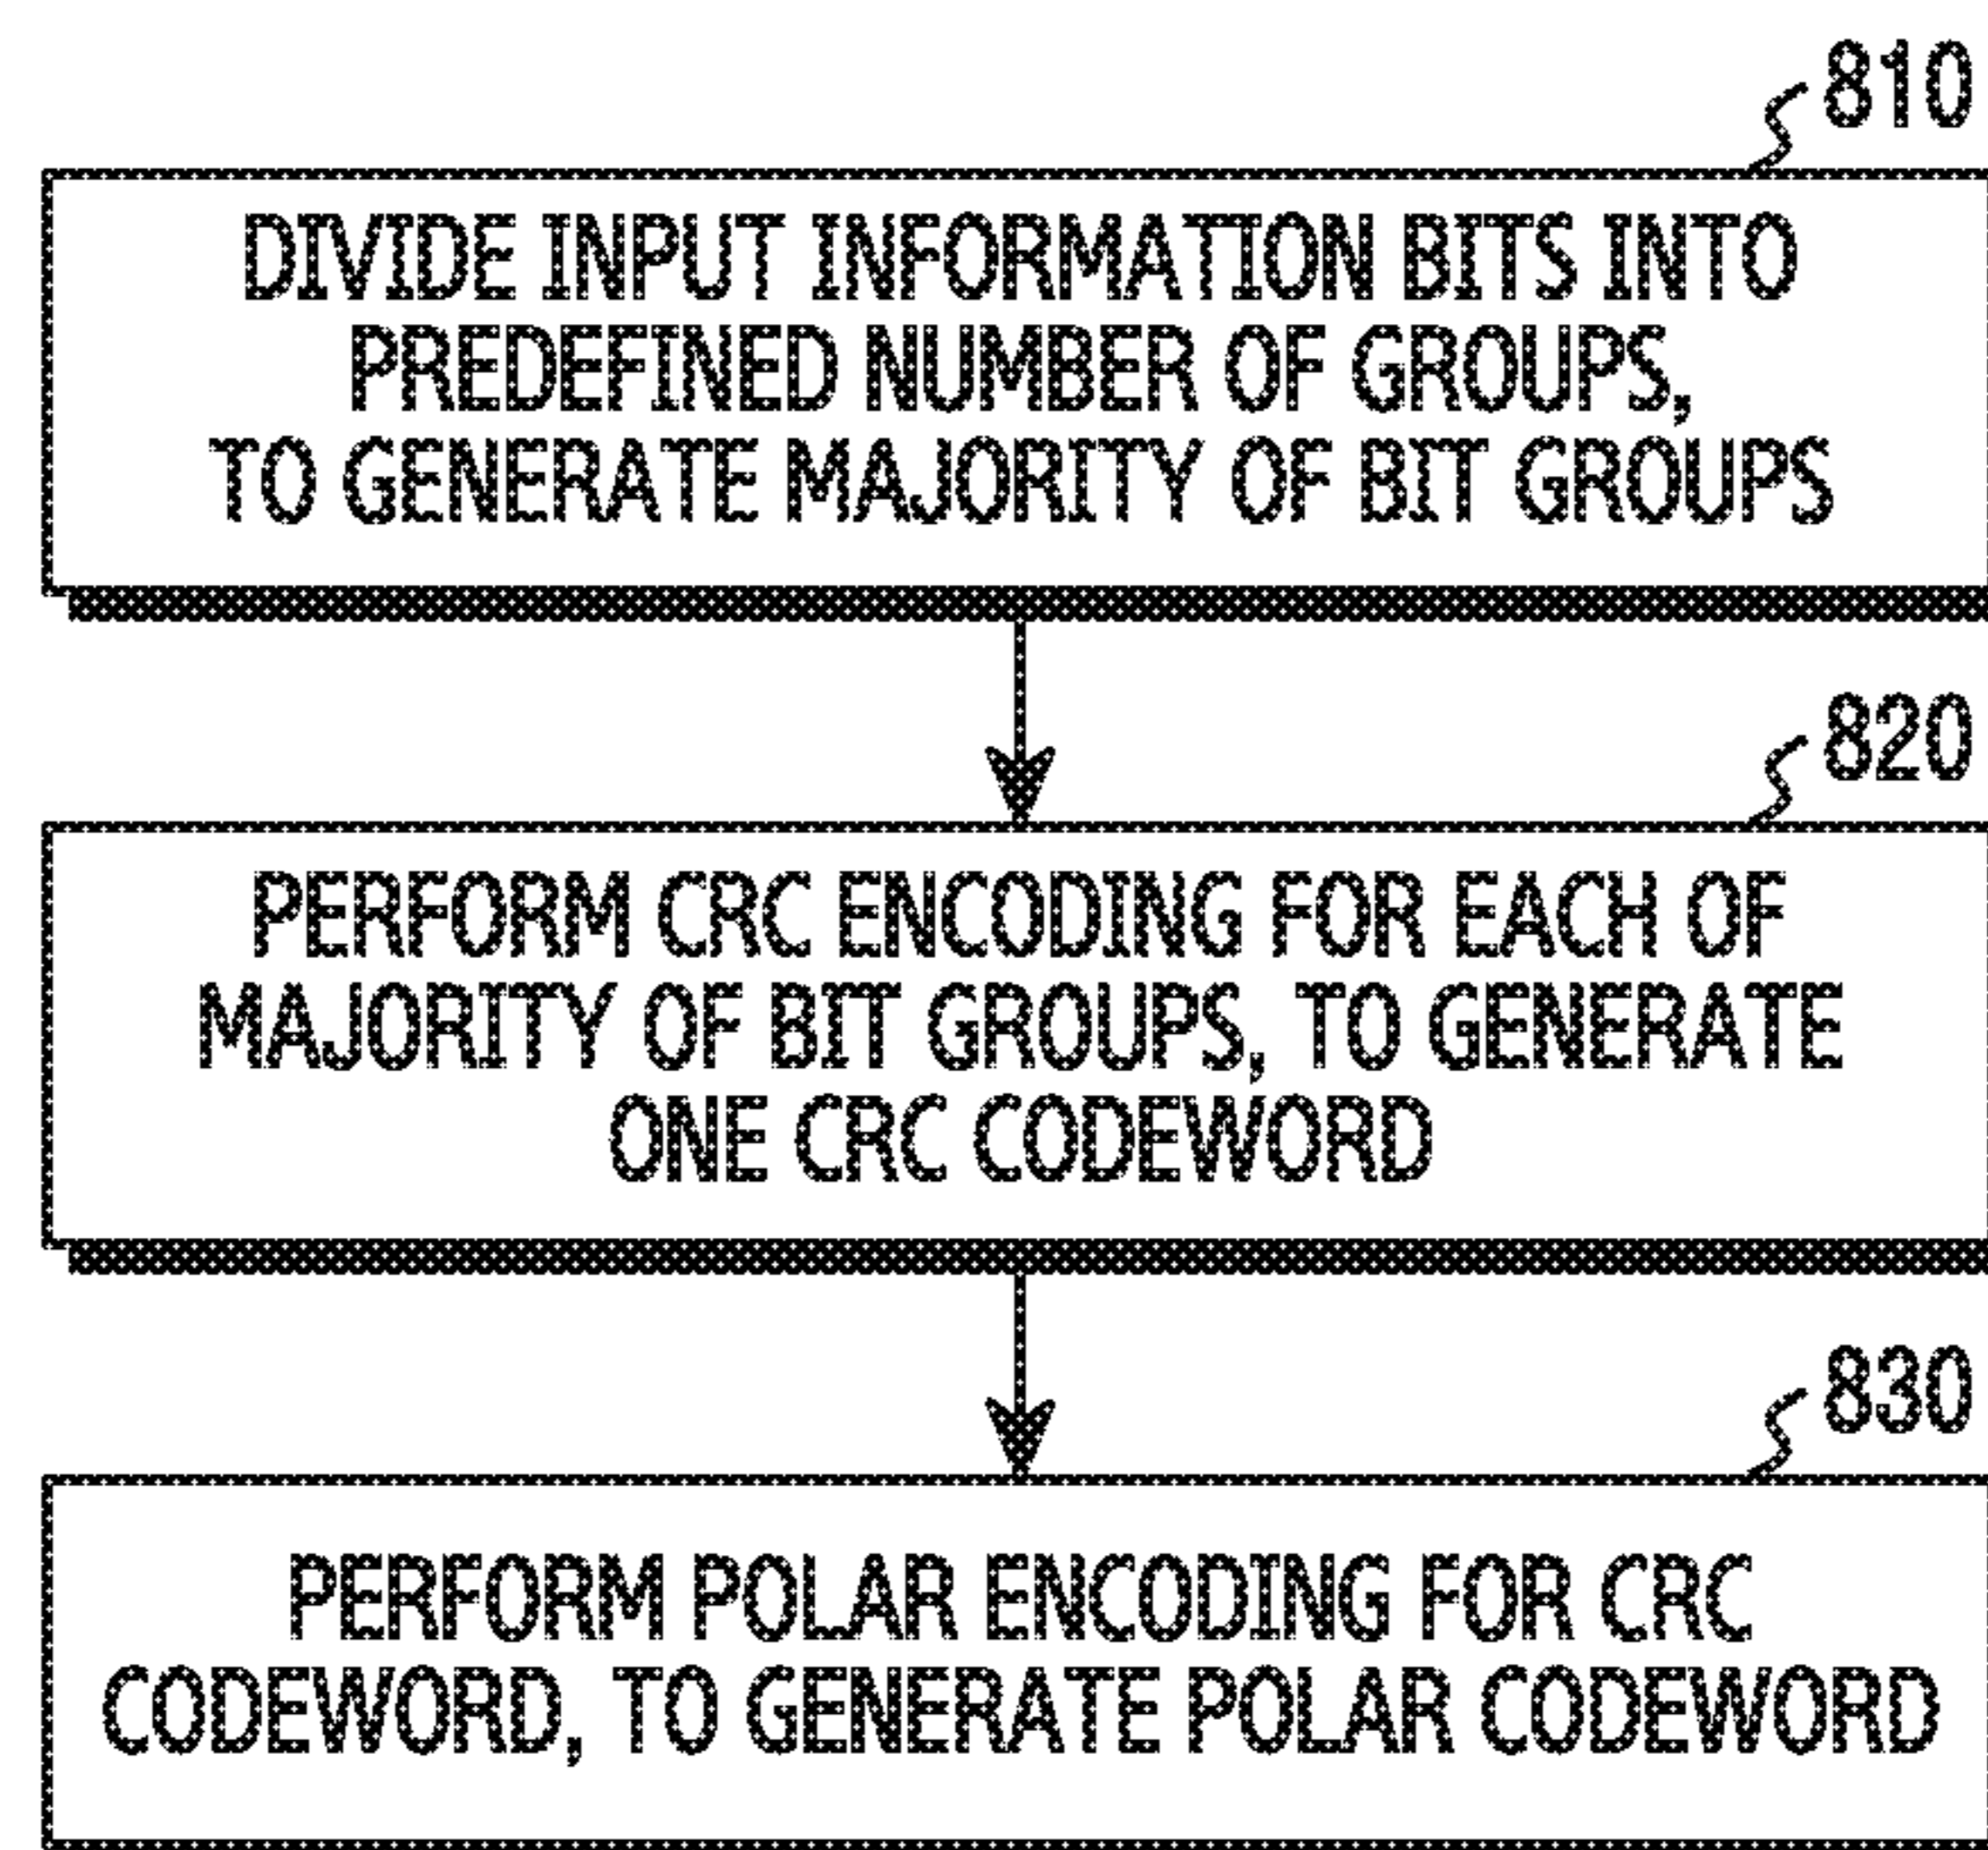 810
DIVIDE INPUT INFORMATION BITS INTO
PREDEFINED NUMBER OF GROUPS,
TO GENERATE MAJORITY OF BIT GROUPS
820
PERFORM CRC ENCODING FOR EACH OF
MAJORITY OF BIT GROUPS, TO GENERATE
ONE CRC CODEWORD
830
PERFORM POLAR ENCODING FOR CRC
CODEWORD, TO GENERATE POLAR CODEWORD